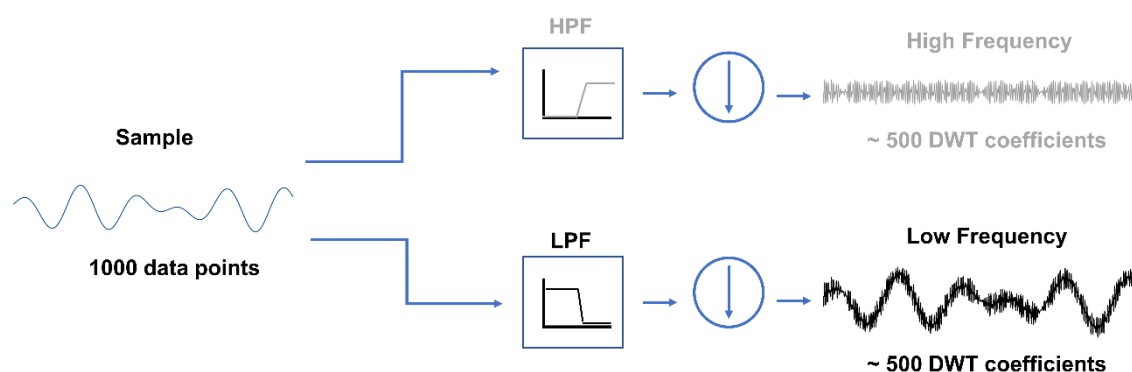 HPF
High Frequency
~ 500 DWT coefficients
Sample
1000 data points
LPF
Low Frequency
~ 500 DWT coefficients